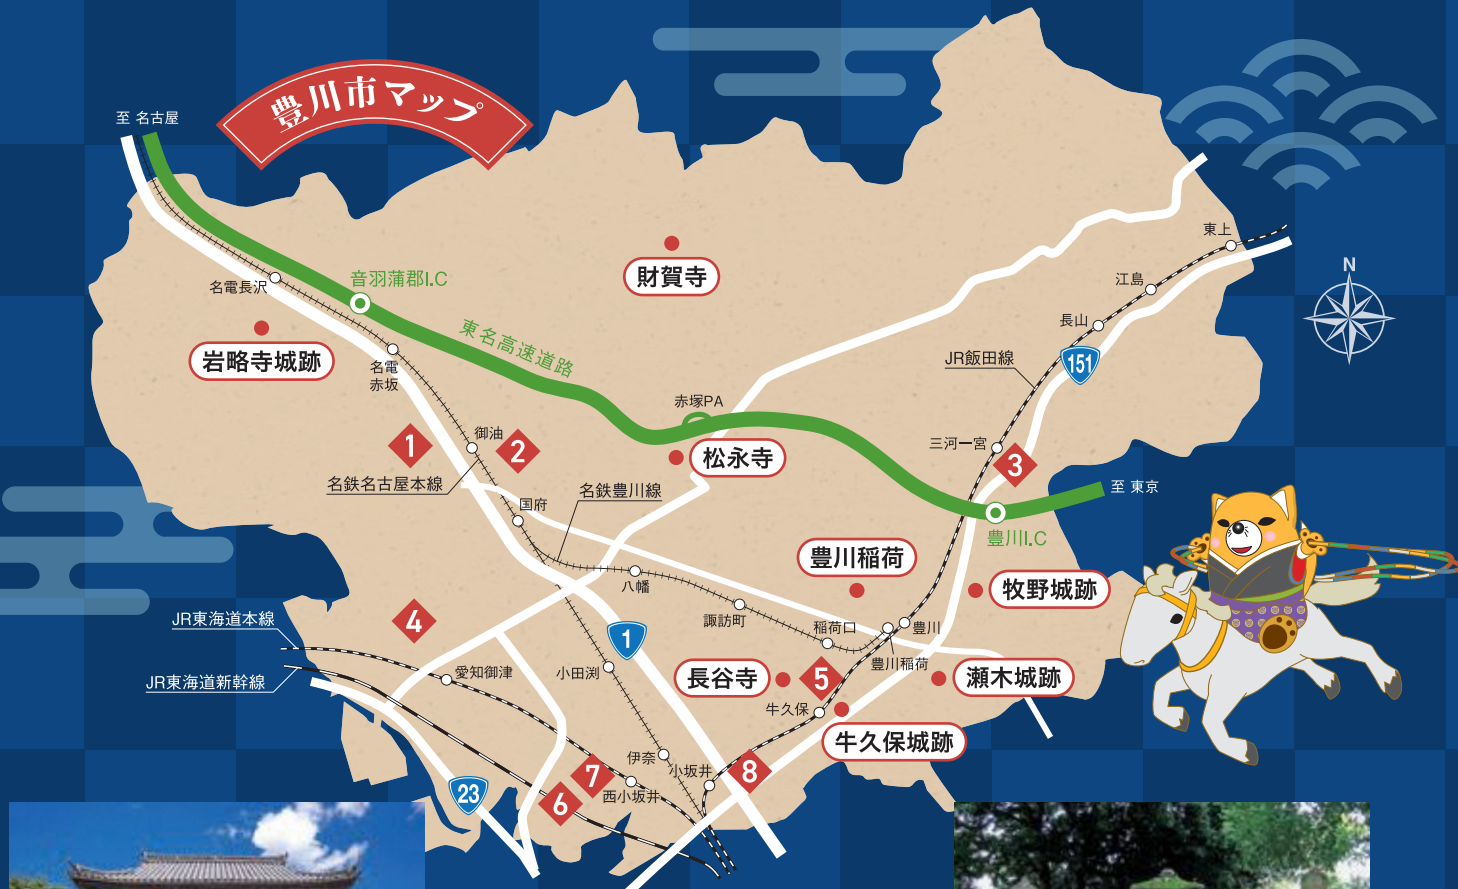 豊川市マップ
至 名古屋
N
東上
財賀寺
江島
音羽蒲郡I.C
名電長沢
長山
東名高速道路
岩略寺城跡
JR飯田線
151
名電
赤坂
赤塚PA
御油
1
2
三河一宮
3
松永寺
名鉄名古屋本線
名鉄豊川線
至 東京
国府
豊川I.C
豊川稲荷
八幡
牧野城跡
4
諏訪町
JR東海道本線
稲荷口
豊川
1
豊川稲荷
愛知御津
小田渕
長谷寺
5
瀬木城跡
JR東海道新幹線
牛久保
牛久保城跡
伊奈
小坂井
8
7
23
西小坂井
6